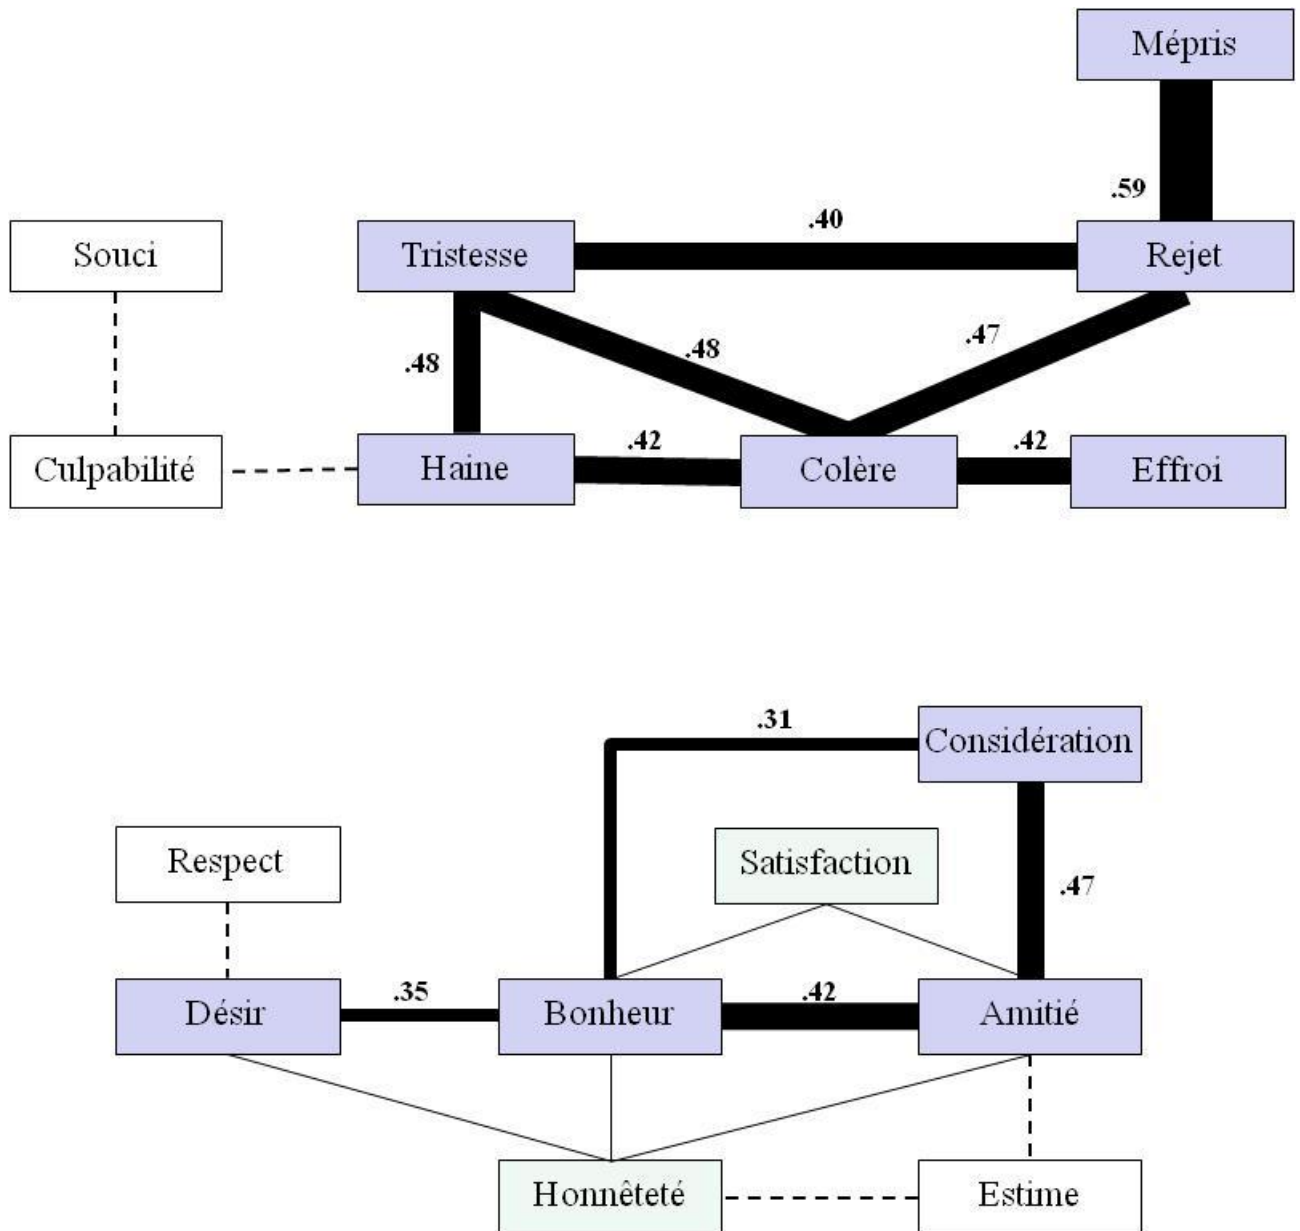 Mépris
.59
.40
Souci
Tristesse
Rejet
.48
.48
.47
Culpabilité
Haine
.42
Colère
.42
Effroi
.31
Considération
Respect
Satisfaction
.47
Désir
.35
Bonheur
.42
Amitié
Honnêteté
Estime